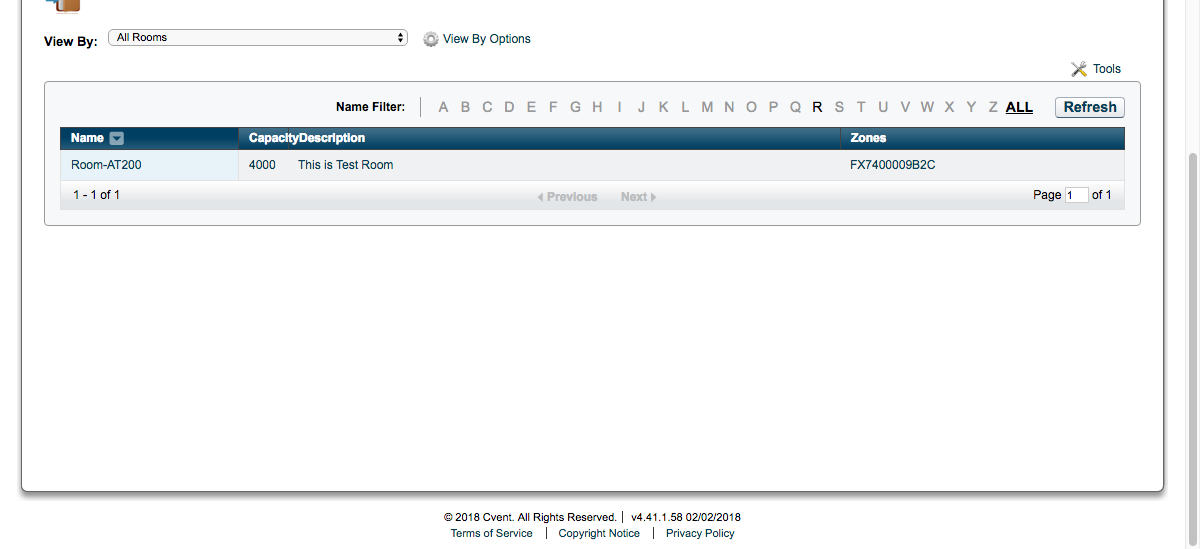 View By: All Rooms View By Options
Tools
Name Filter: A B C D E F G H I J K L M N O P Q R S T U V W X Y Z ALL Refresh
Name Capacity Description Zones
Room-AT200 4000 This is Test Room FX7400009B2C
1 - 1 of 1 Previous Next Page 1 of 1
© 2018 Cvent. All Rights Reserved. | v4.41.1.58 02/02/2018
Terms of Service | Copyright Notice | Privacy Policy